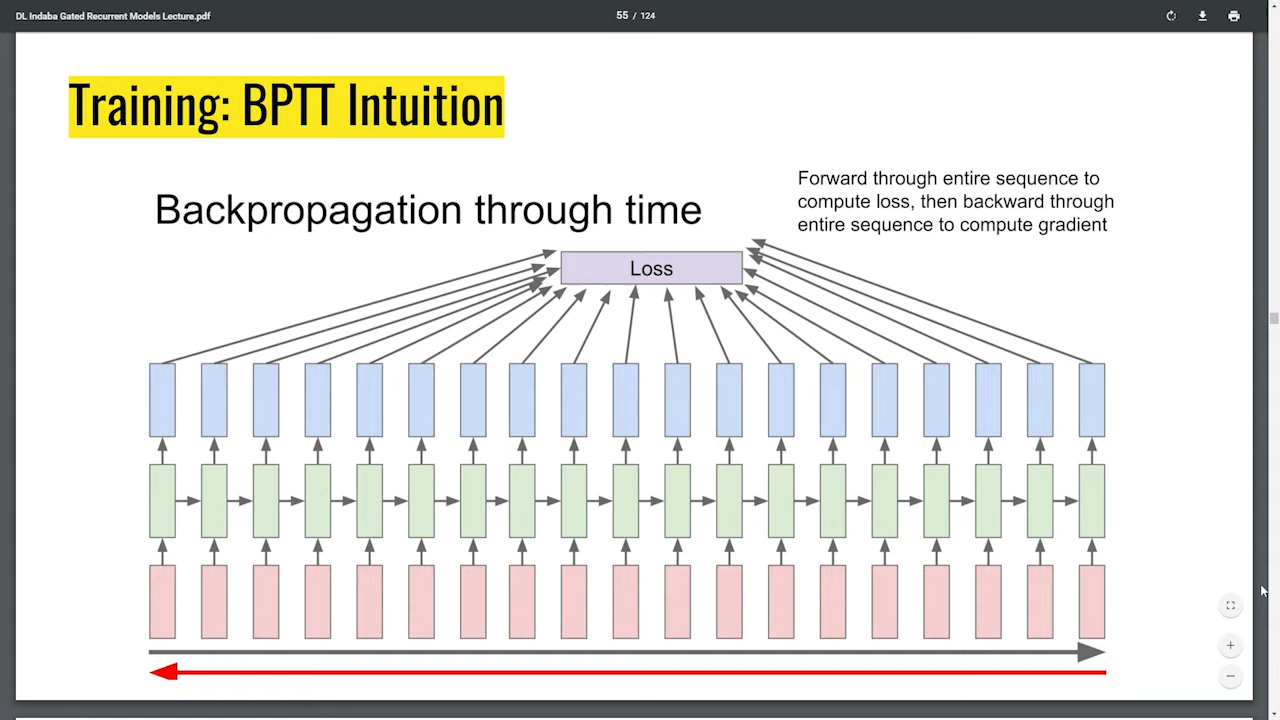 DL Indaba Gated Recurrent Models Lecture.pdf
55 / 124
Training: BPTT Intuition
Backpropagation through time
Forward through entire sequence to
compute loss, then backward through
entire sequence to compute gradient
Loss